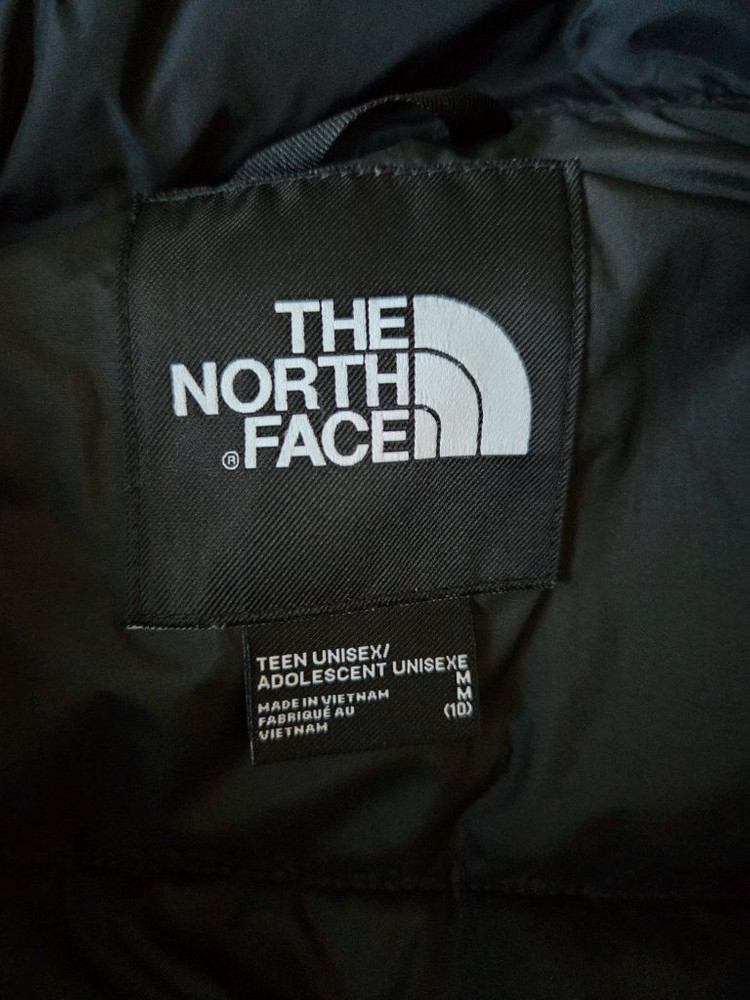 THE
NORTH
®FACE
TEEN UNISEX/
ADOLESCENT UNISEXE
M
MADE IN VIETNAM M
FABRIQUÉ AU (10)
VIETNAM